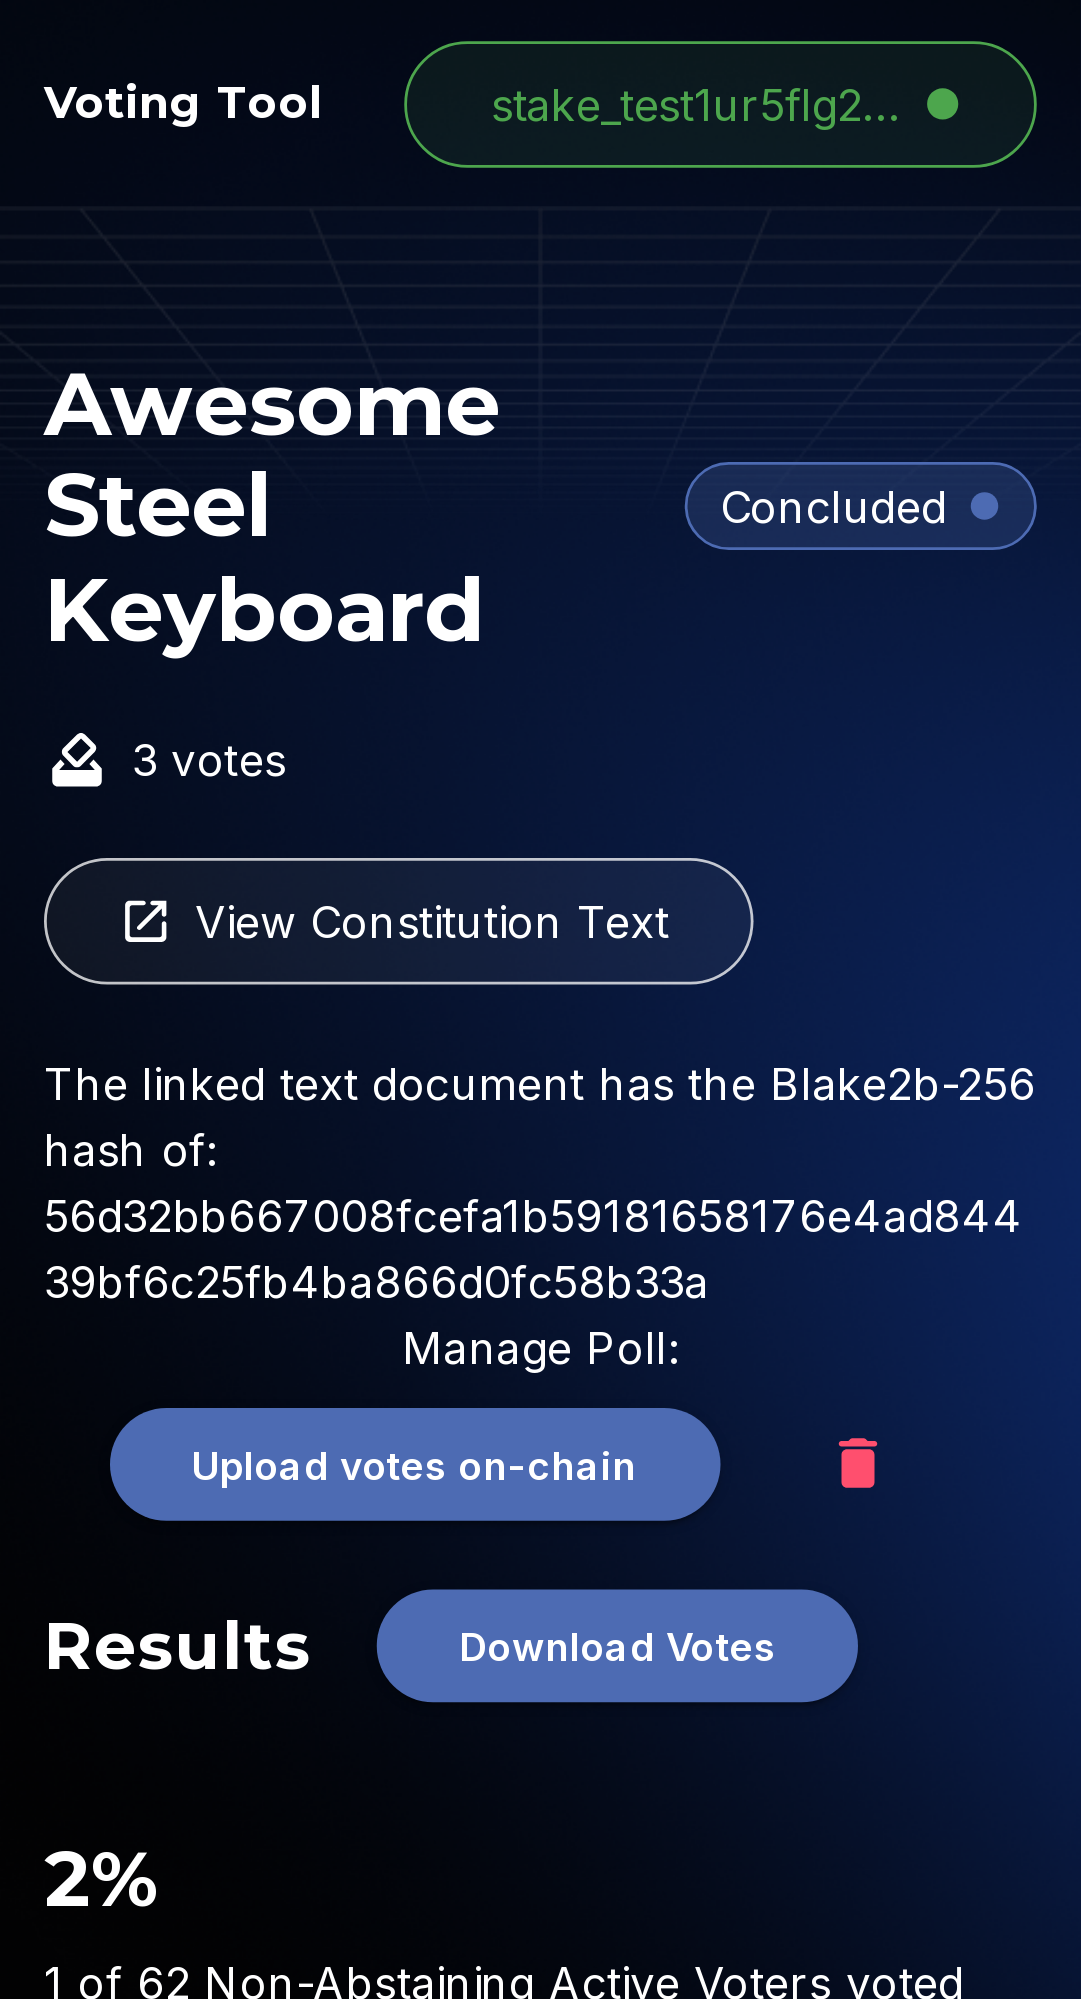 Voting Tool
stake_test1ur5flg2...
Awesome
Steel
Keyboard
Concluded
3 votes
View Constitution Text
The linked text document has the Blake2b-256
hash of:
56d32bb667008fcefa1b59181658176e4ad844
39bf6c25fb4ba866d0fc58b33a
Manage Poll:
Upload votes on-chain
Results
Download Votes
2%
1 of 62 Non-Abstaining Active Voters voted